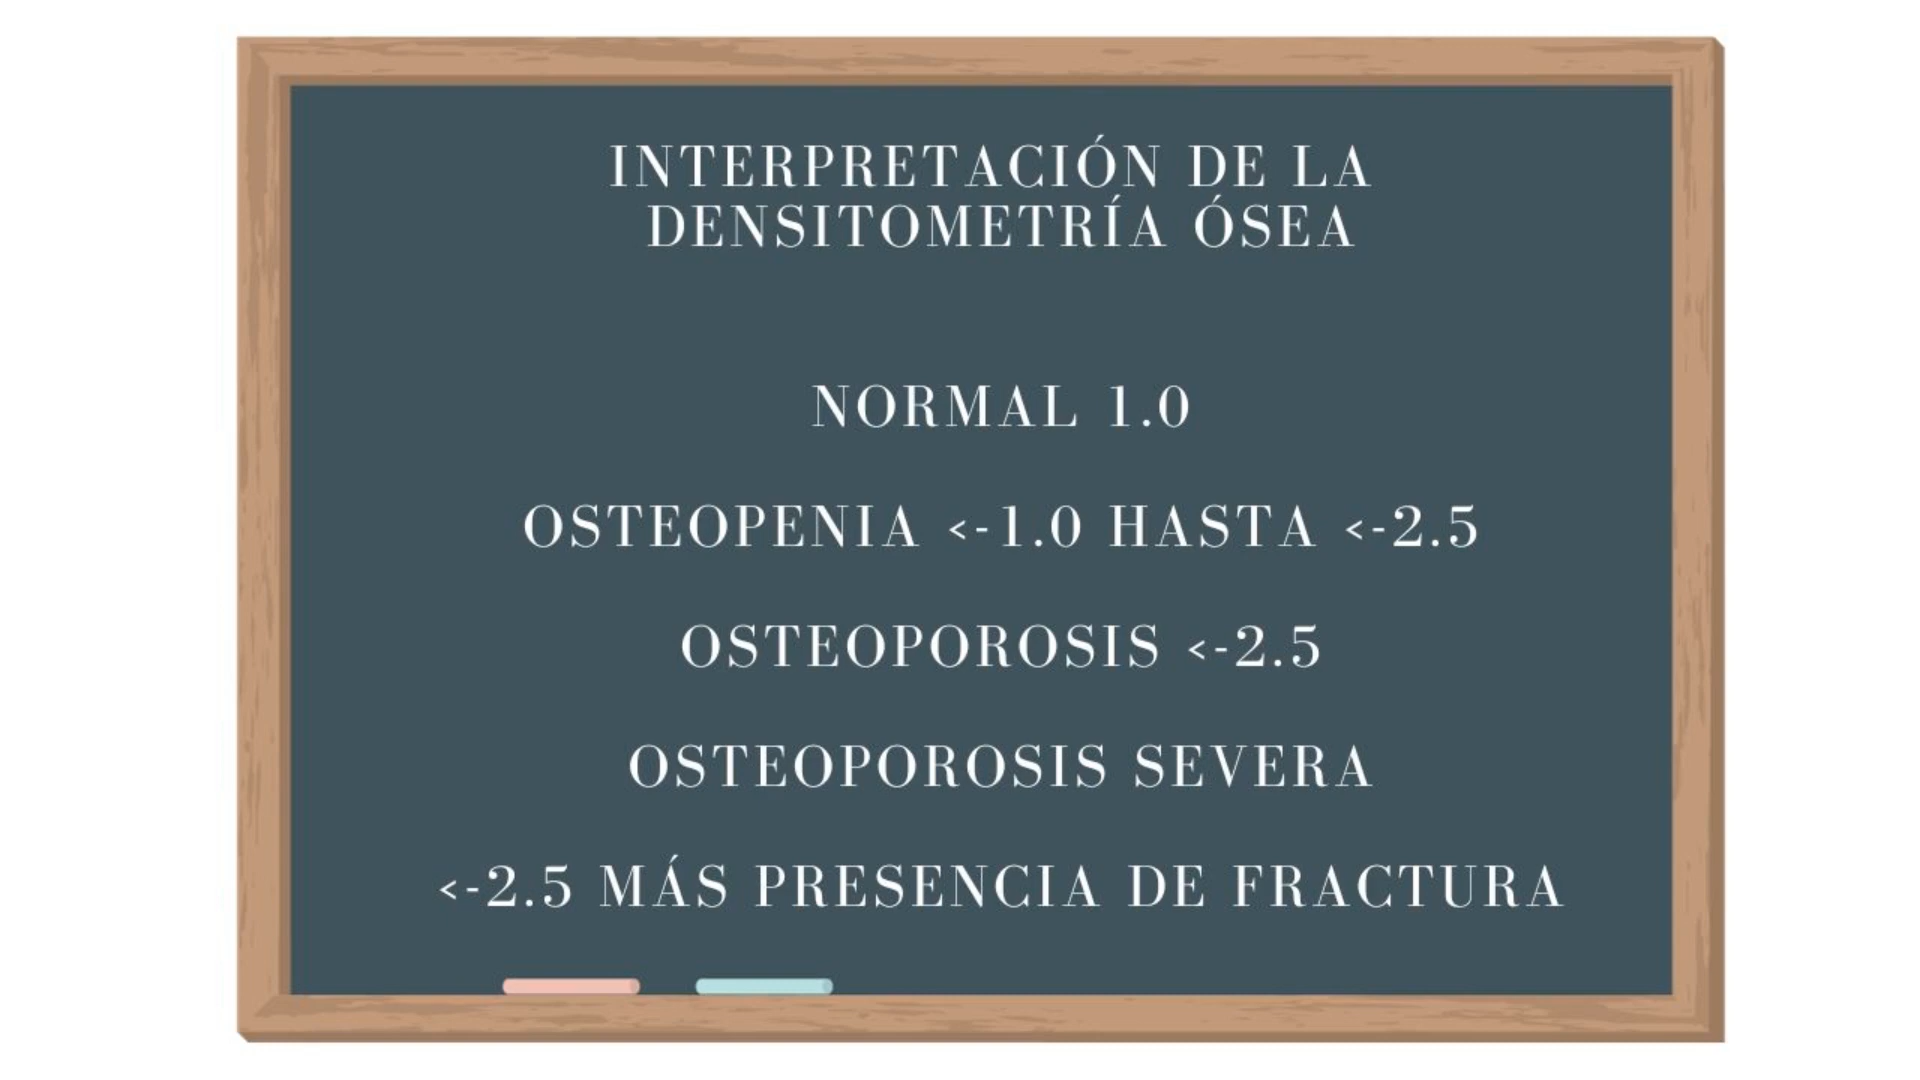 INTERPRETACIÓN DE LA
DENSITOMETRÍA ÓSEA
NORMAL 1.0
OSTEOPENIA <-1.0 HASTA <-2.5
OSTEOPOROSIS <-2.5
OSTEOPOROSIS SEVERA
<-2.5 MÁS PRESENCIA DE FRACTURA